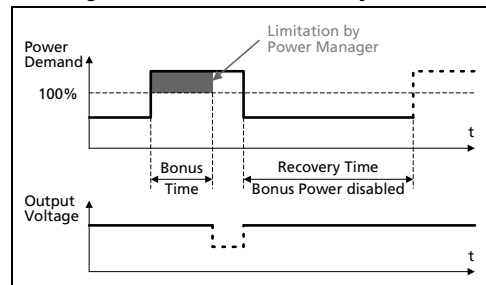 Limitation by
Power Manager
Power
Demand
100%
t
Bonus
Time
Recovery Time
Bonus Power disabled
Output
Voltage
t